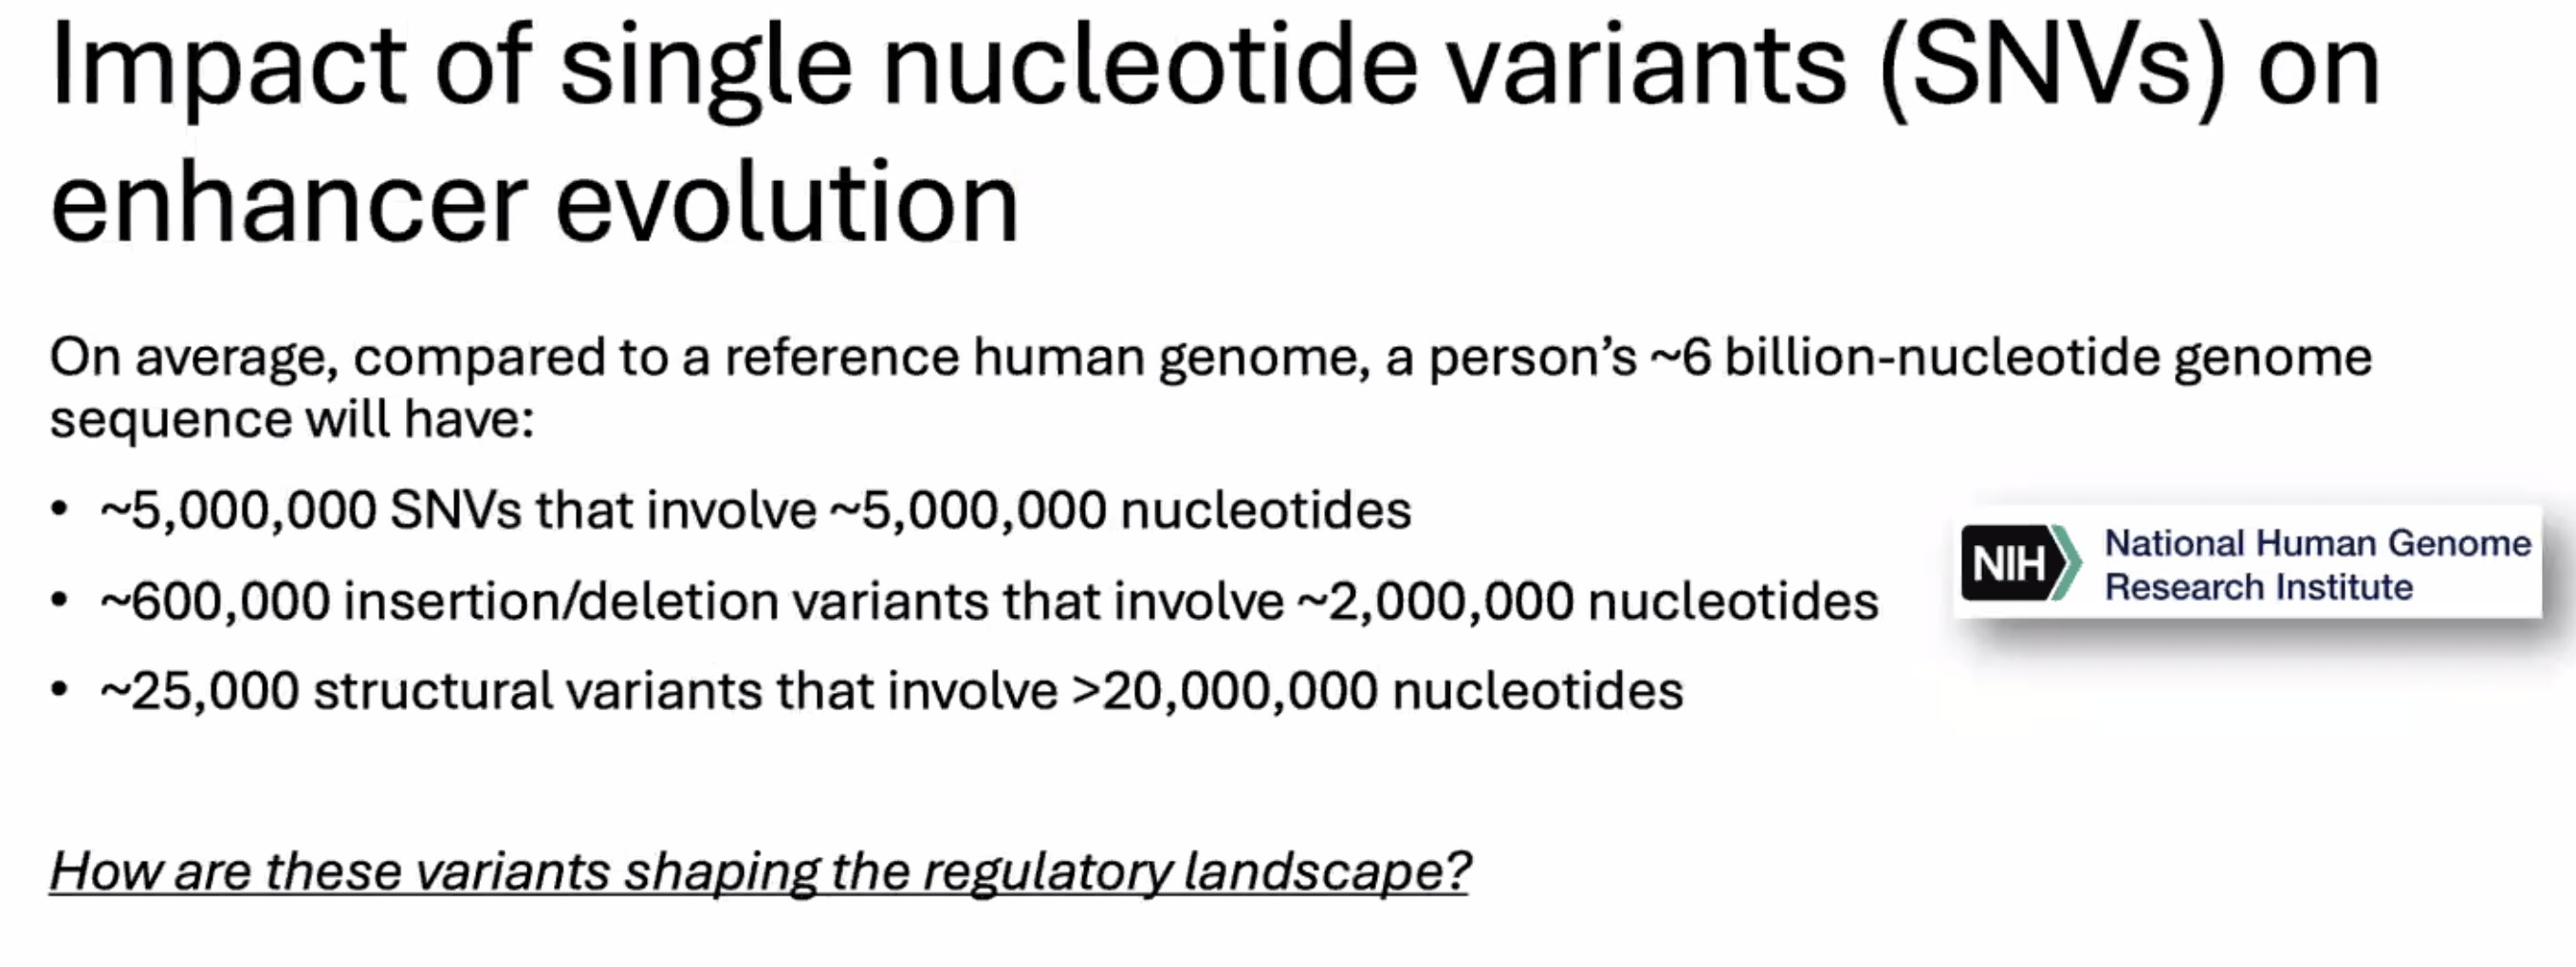 Impact of single nucleotide variants (SNVs) on
enhancer evolution
On average, compared to a reference human genome, a person’s ~6 billion-nucleotide genome
sequence will have:
• ~5,000,000 SNVs that involve ~5,000,000 nucleotides
• ~600,000 insertion/deletion variants that involve ~2,000,000 nucleotides
• ~25,000 structural variants that involve >20,000,000 nucleotides
NIH
National Human Genome
Research Institute
How are these variants shaping the regulatory landscape?